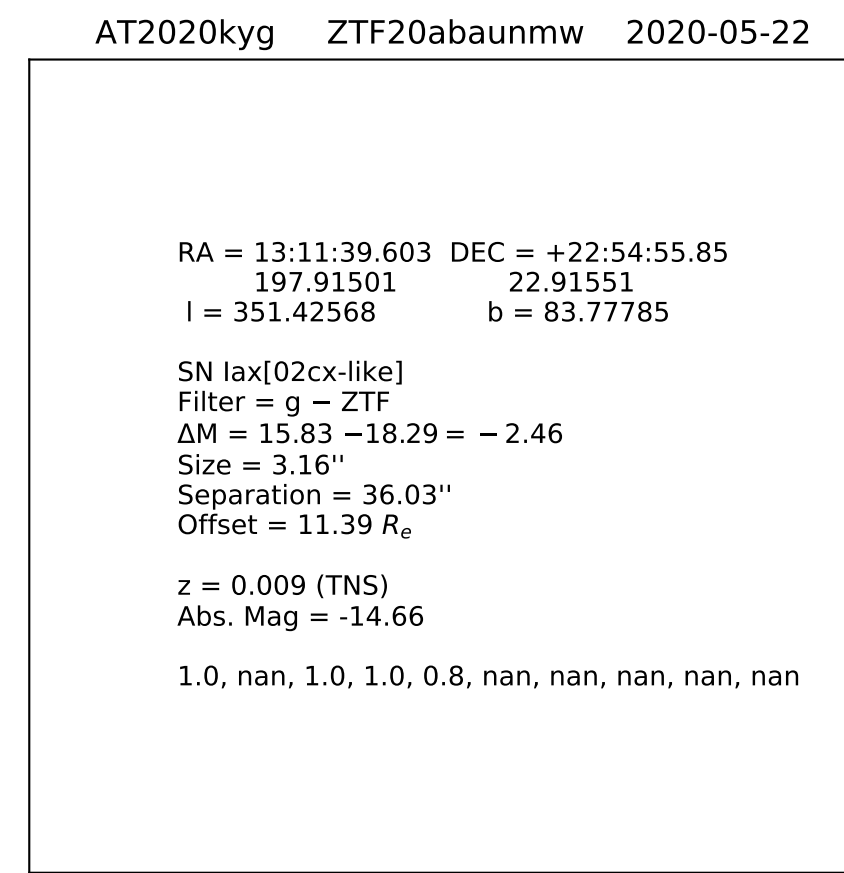 AT2020kyg ZTF20abaunmw 2020-05-22
RA = 13:11:39.603 DEC = +22:54:55.85
197.91501 22.91551
l = 351.42568 b = 83.77785
SN Iax[02cx-like]
Filter = g − ZTF
ΔM = 15.83 −18.29 = − 2.46
Size = 3.16''
Separation = 36.03''
Offset = 11.39 Rₑ
z = 0.009 (TNS)
Abs. Mag = -14.66
1.0, nan, 1.0, 1.0, 0.8, nan, nan, nan, nan, nan